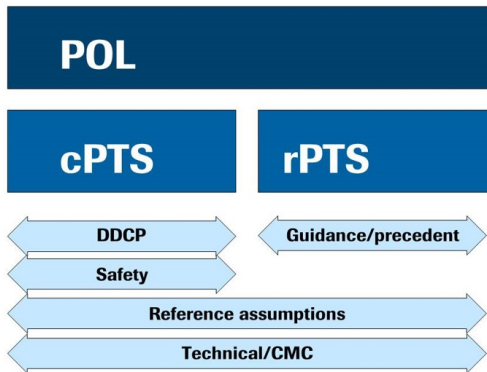 POL
cPTS
rPTS
DDCP
Guidance/precedent
Safety
Reference assumptions
Technical/CMC